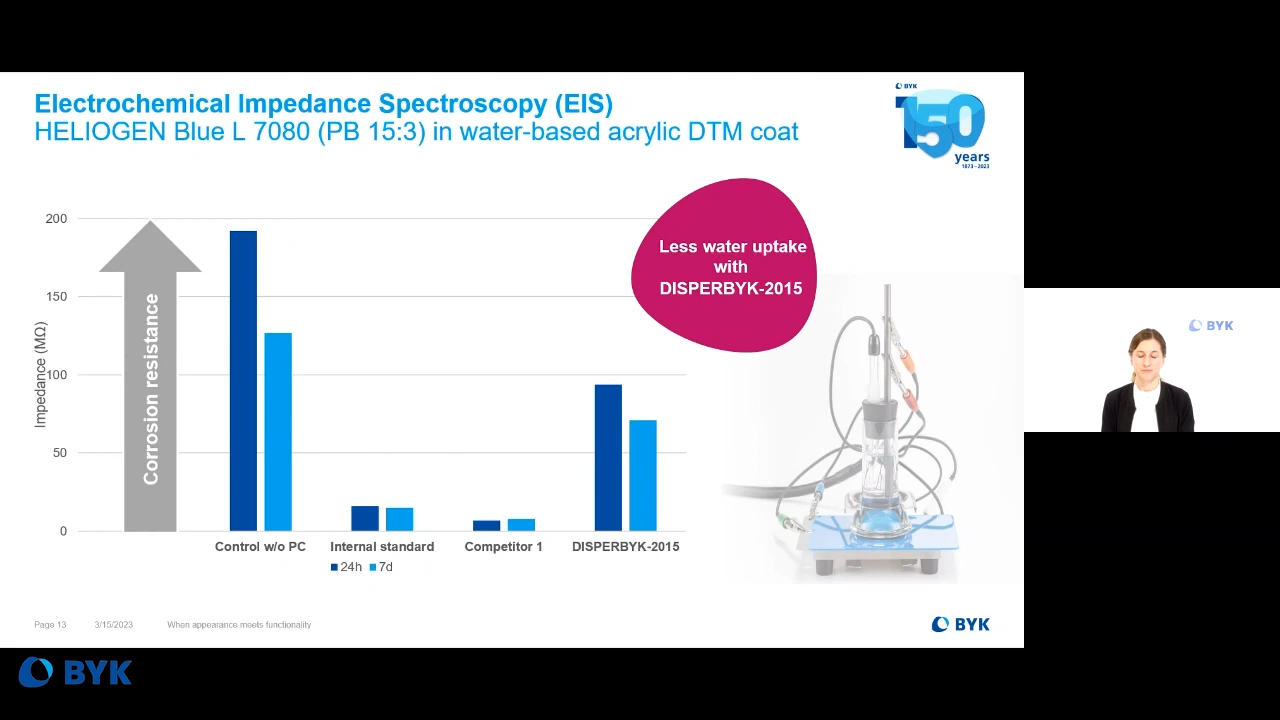 Electrochemical Impedance Spectroscopy (EIS)
HELIOGEN Blue L 7080 (PB 15:3) in water-based acrylic DTM coat
BYK
150
years
1873–2023
Less water uptake
with
DISPERBYK-2015
Impedance (MΩ)
200
150
100
50
0
Corrosion resistance
Control w/o PC
Internal standard
Competitor 1
DISPERBYK-2015
24h
7d
BYK
Page 13
3/15/2023
When appearance meets functionality
BYK
BYK